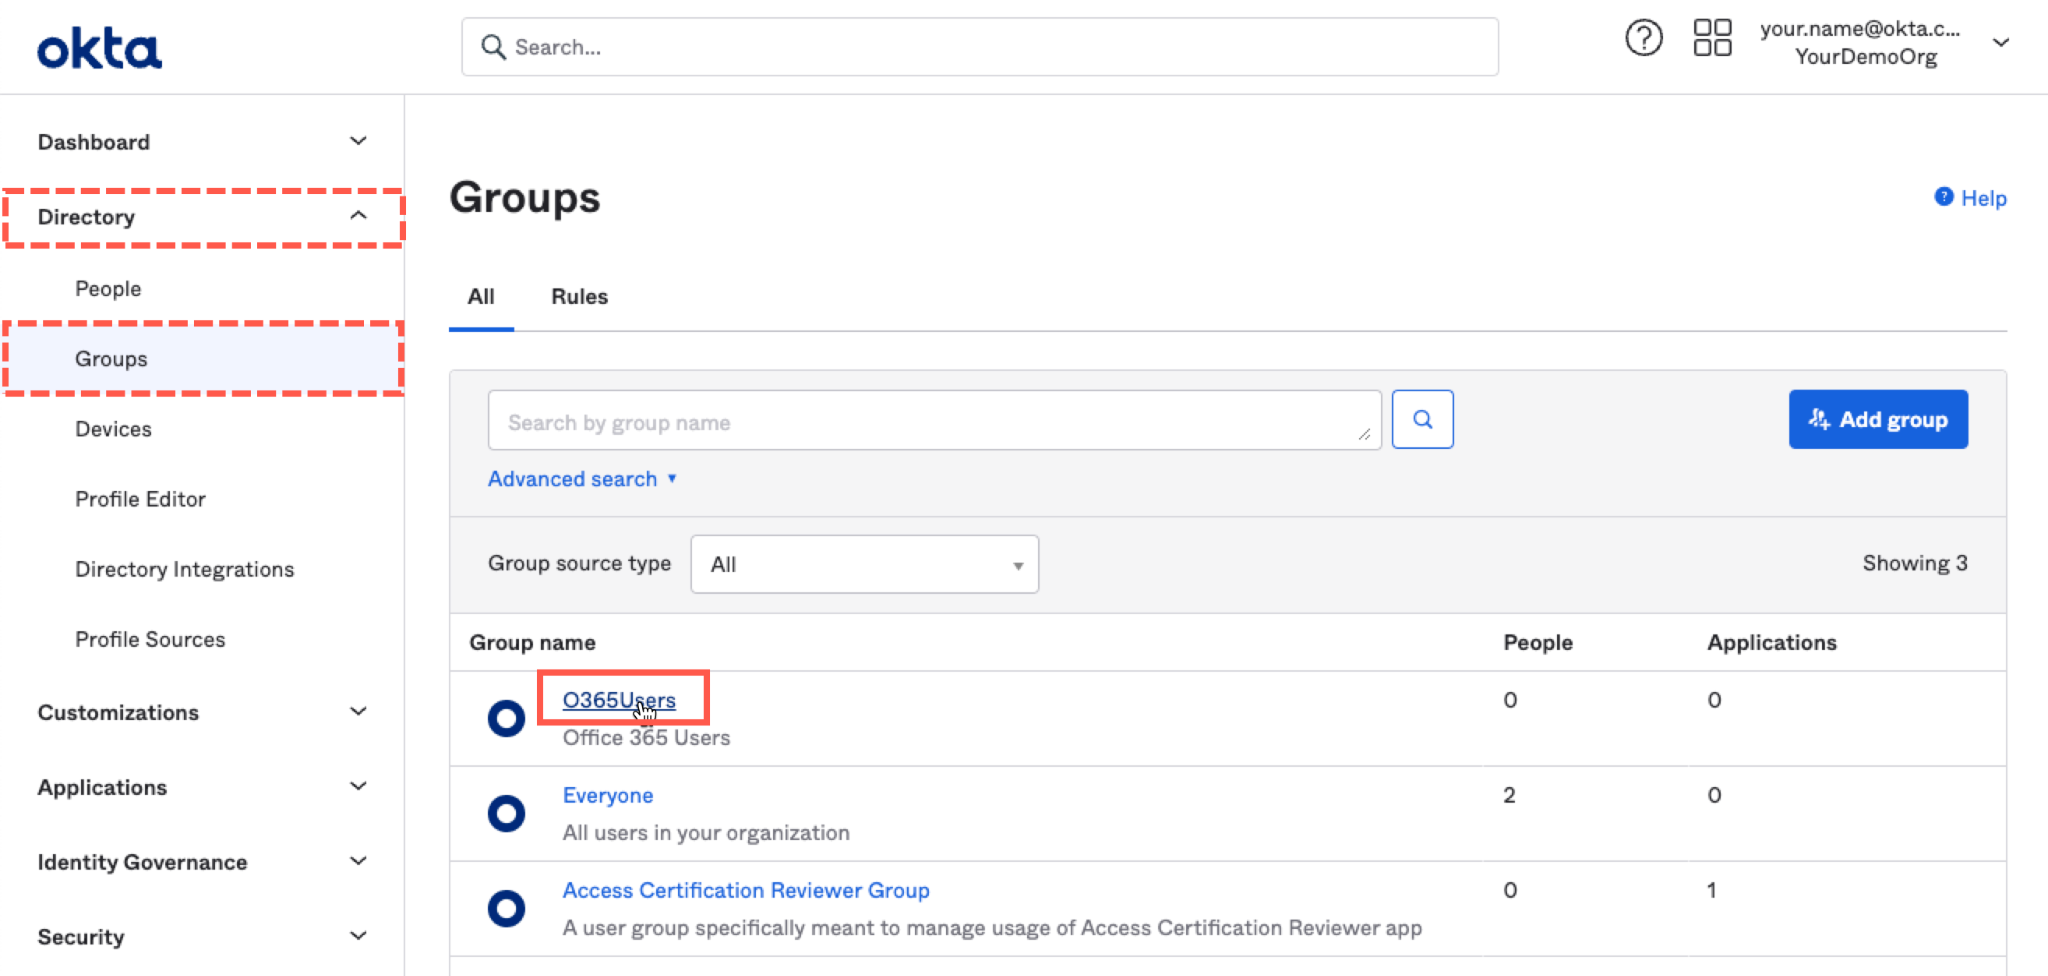 okta
Search...
your.name@okta.c...
YourDemoOrg
Dashboard
Directory
People
Groups
Devices
Profile Editor
Directory Integrations
Profile Sources
Customizations
Applications
Identity Governance
Security
Groups
Help
All
Rules
Search by group name
Add group
Advanced search
Group source type
All
Showing 3
Group name
People
Applications
O365Users
0
0
Office 365 Users
Everyone
2
0
All users in your organization
Access Certification Reviewer Group
0
1
A user group specifically meant to manage usage of Access Certification Reviewer app